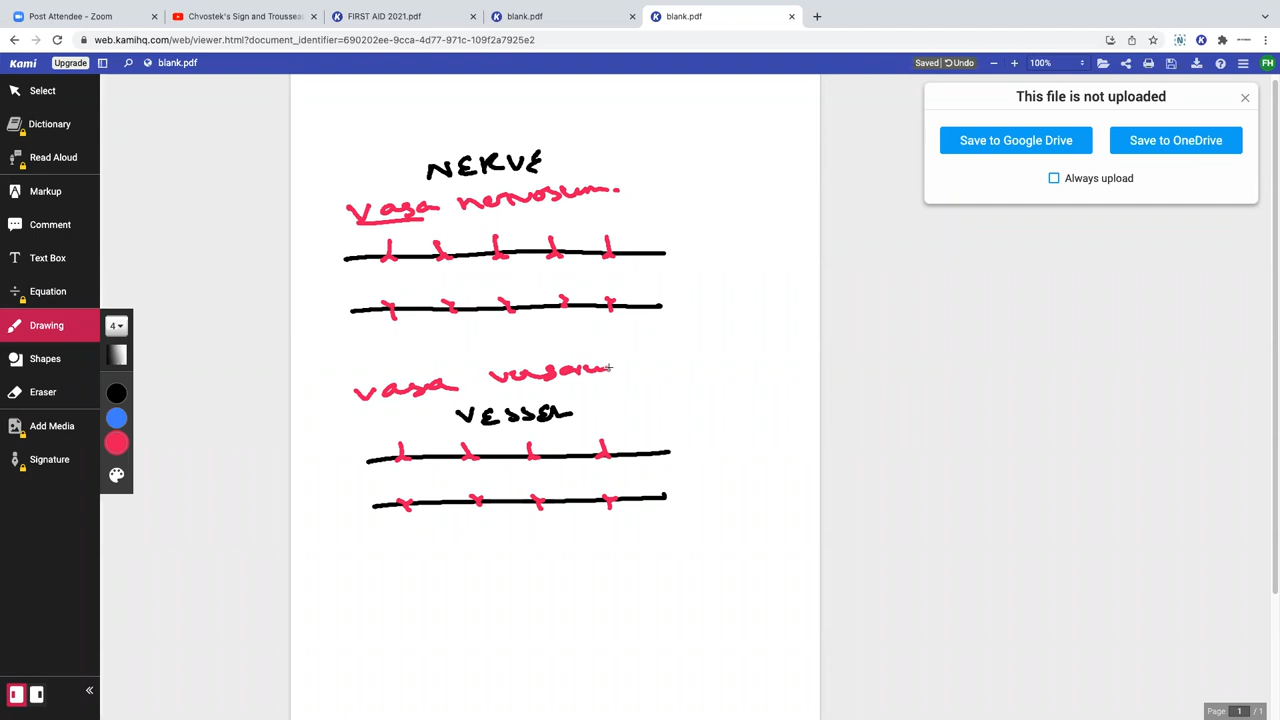 Post Attendee - Zoom
Chvostek's Sign and Trousseau
FIRST AID 2021.pdf
blank.pdf
blank.pdf
web.kamihq.com/web/viewer.html?document_identifier=690202ee-9cca-4d77-971c-109f2a7925e2
Kami
Upgrade
blank.pdf
Saved
Undo
100%
FH
Select
Dictionary
Read Aloud
Markup
Comment
Text Box
Equation
Drawing
Shapes
Eraser
Add Media
Signature
4
This file is not uploaded
Save to Google Drive
Save to OneDrive
Always upload
NERVE
vasa nervosum.
vasa vasorum
VESSEL
Page 1 / 1